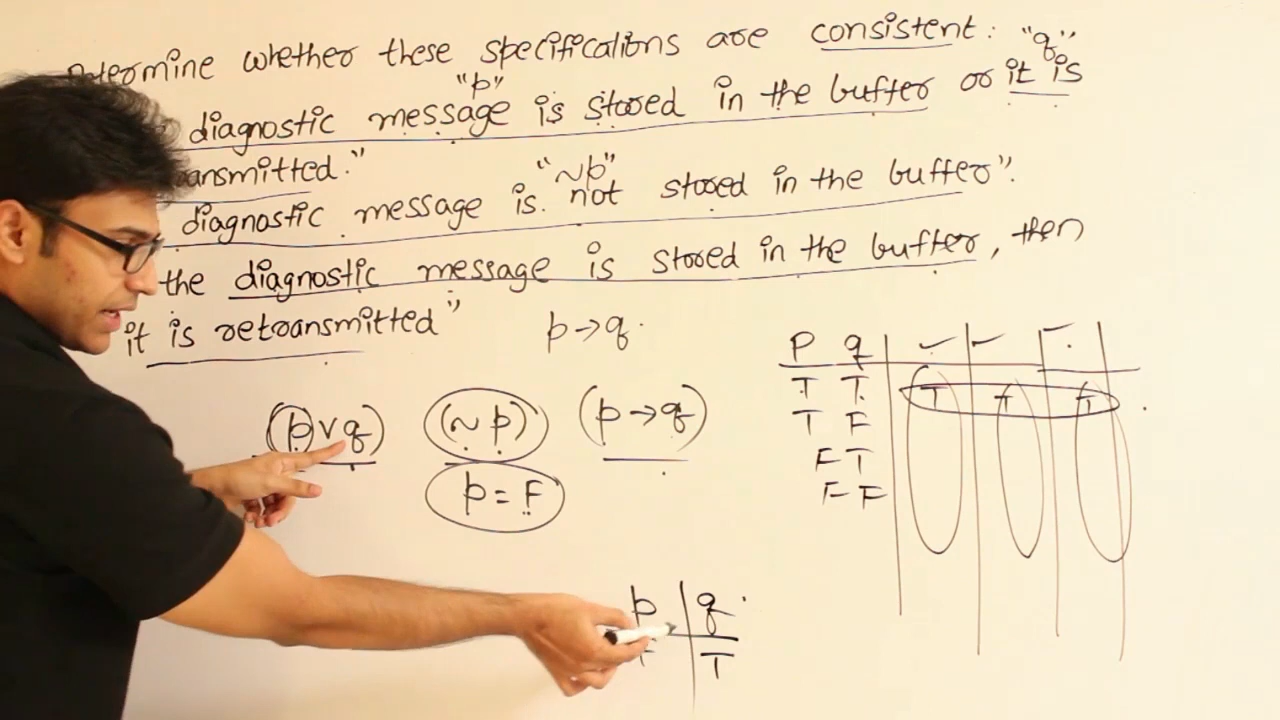 determine whether these specifications are consistent: "q"
"p"
diagnostic message is stored in the buffer or it is
ansmitted."
"~p"
diagnostic message is not stored in the buffer".
the diagnostic message is stored in the buffer, then
it is retransmitted"
p → q.
(p v q) (~ p) (p → q)
p = F
P q
T T T T T
T F
F T
F F
p q
F T